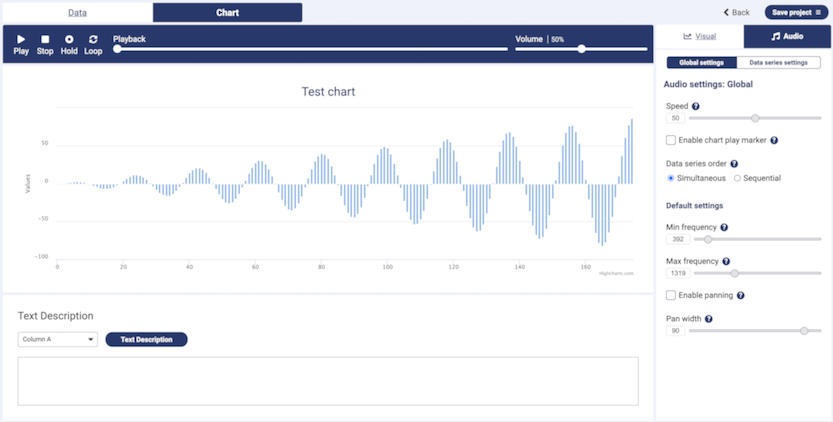 Data
Chart
Back
Save project
Play
Stop
Hold
Loop
Playback
Volume | 50%
Visual
Audio
Global settings
Data series settings
Test chart
Values
50
0
-50
-100
0
20
40
60
80
100
120
140
160
Highcharts.com
Text Description
Column A
Text Description
Audio settings: Global
Speed ?
50
Enable chart play marker ?
Data series order ?
Simultaneous
Sequential
Default settings
Min frequency ?
392
Max frequency ?
1319
Enable panning ?
Pan width ?
90